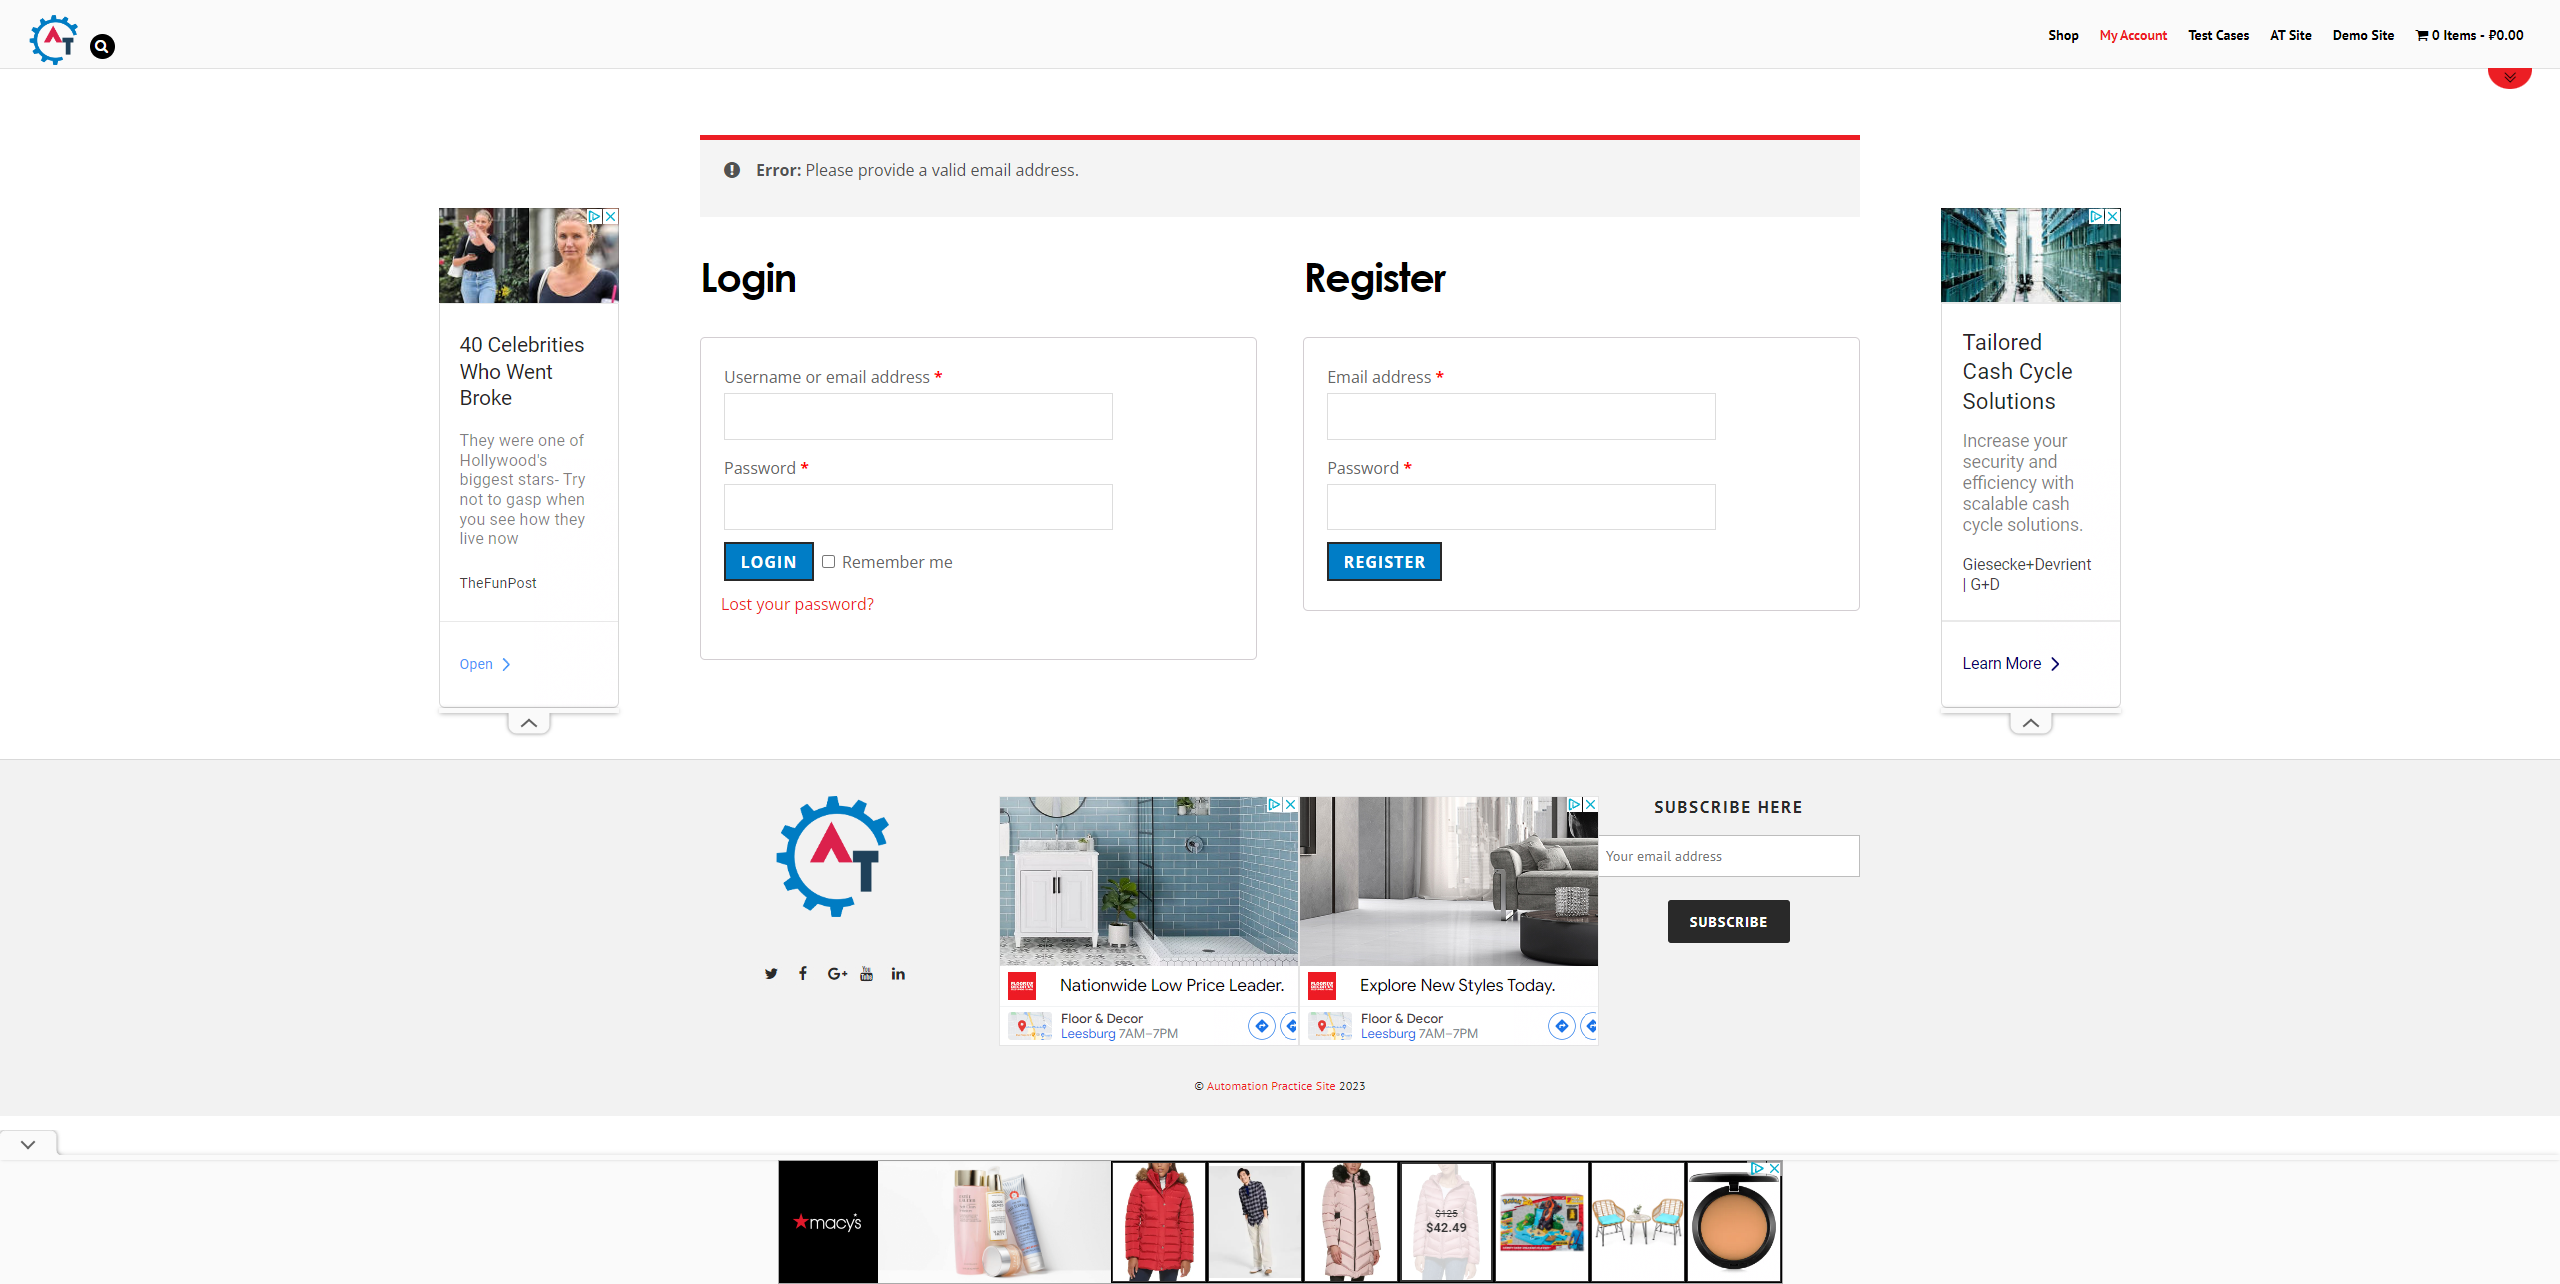 AT
Shop My Account Test Cases AT Site Demo Site 0 Items - ₽0.00
Error: Please provide a valid email address.
Login
Register
Username or email address *
Password *
LOGIN Remember me
Lost your password?
Email address *
Password *
REGISTER
40 Celebrities
Who Went
Broke
They were one of
Hollywood's
biggest stars- Try
not to gasp when
you see how they
live now
TheFunPost
Open
Tailored
Cash Cycle
Solutions
Increase your
security and
efficiency with
scalable cash
cycle solutions.
Giesecke+Devrient
| G+D
Learn More
AT
Nationwide Low Price Leader.
Floor & Decor
Leesburg 7AM–7PM
Explore New Styles Today.
Floor & Decor
Leesburg 7AM–7PM
SUBSCRIBE HERE
Your email address
SUBSCRIBE
© Automation Practice Site 2023
macy's
$125
$42.49